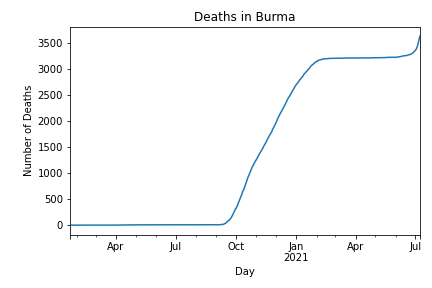 Deaths in Burma
Number of Deaths
3500
3000
2500
2000
1500
1000
500
0
Apr
Jul
Oct
Jan
2021
Apr
Jul
Day